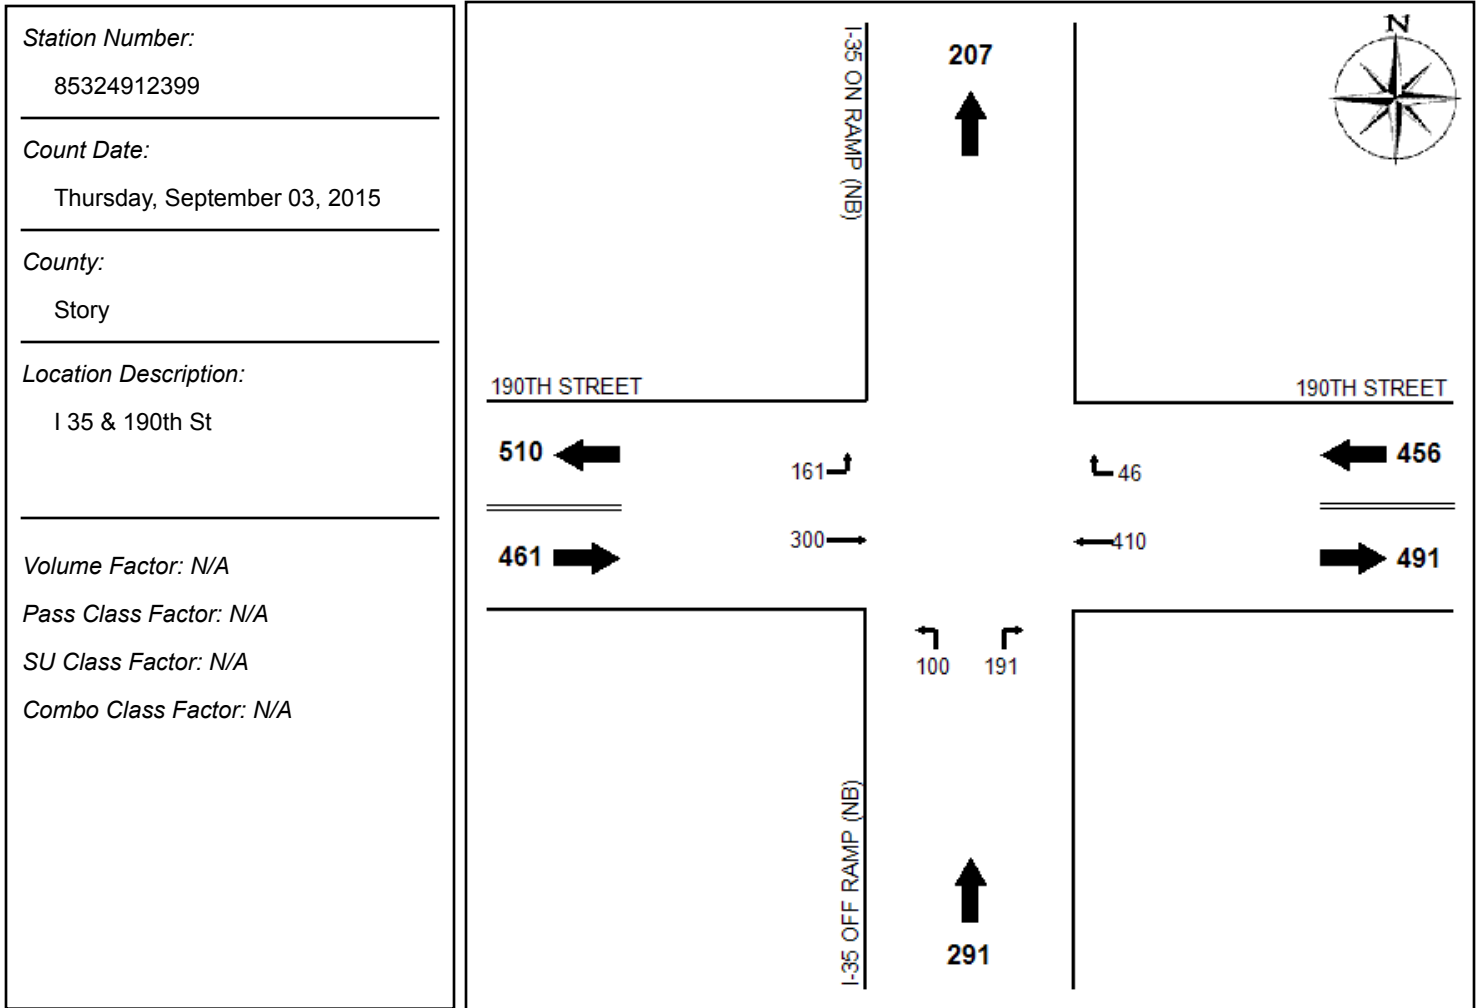 Station Number:
85324912399
Count Date:
Thursday, September 03, 2015
County:
Story
Location Description:
I 35 & 190th St
Volume Factor: N/A
Pass Class Factor: N/A
SU Class Factor: N/A
Combo Class Factor: N/A
N
I-35 ON RAMP (NB)
207
190TH STREET
190TH STREET
510
161
46
456
461
300
410
491
100
191
I-35 OFF RAMP (NB)
291